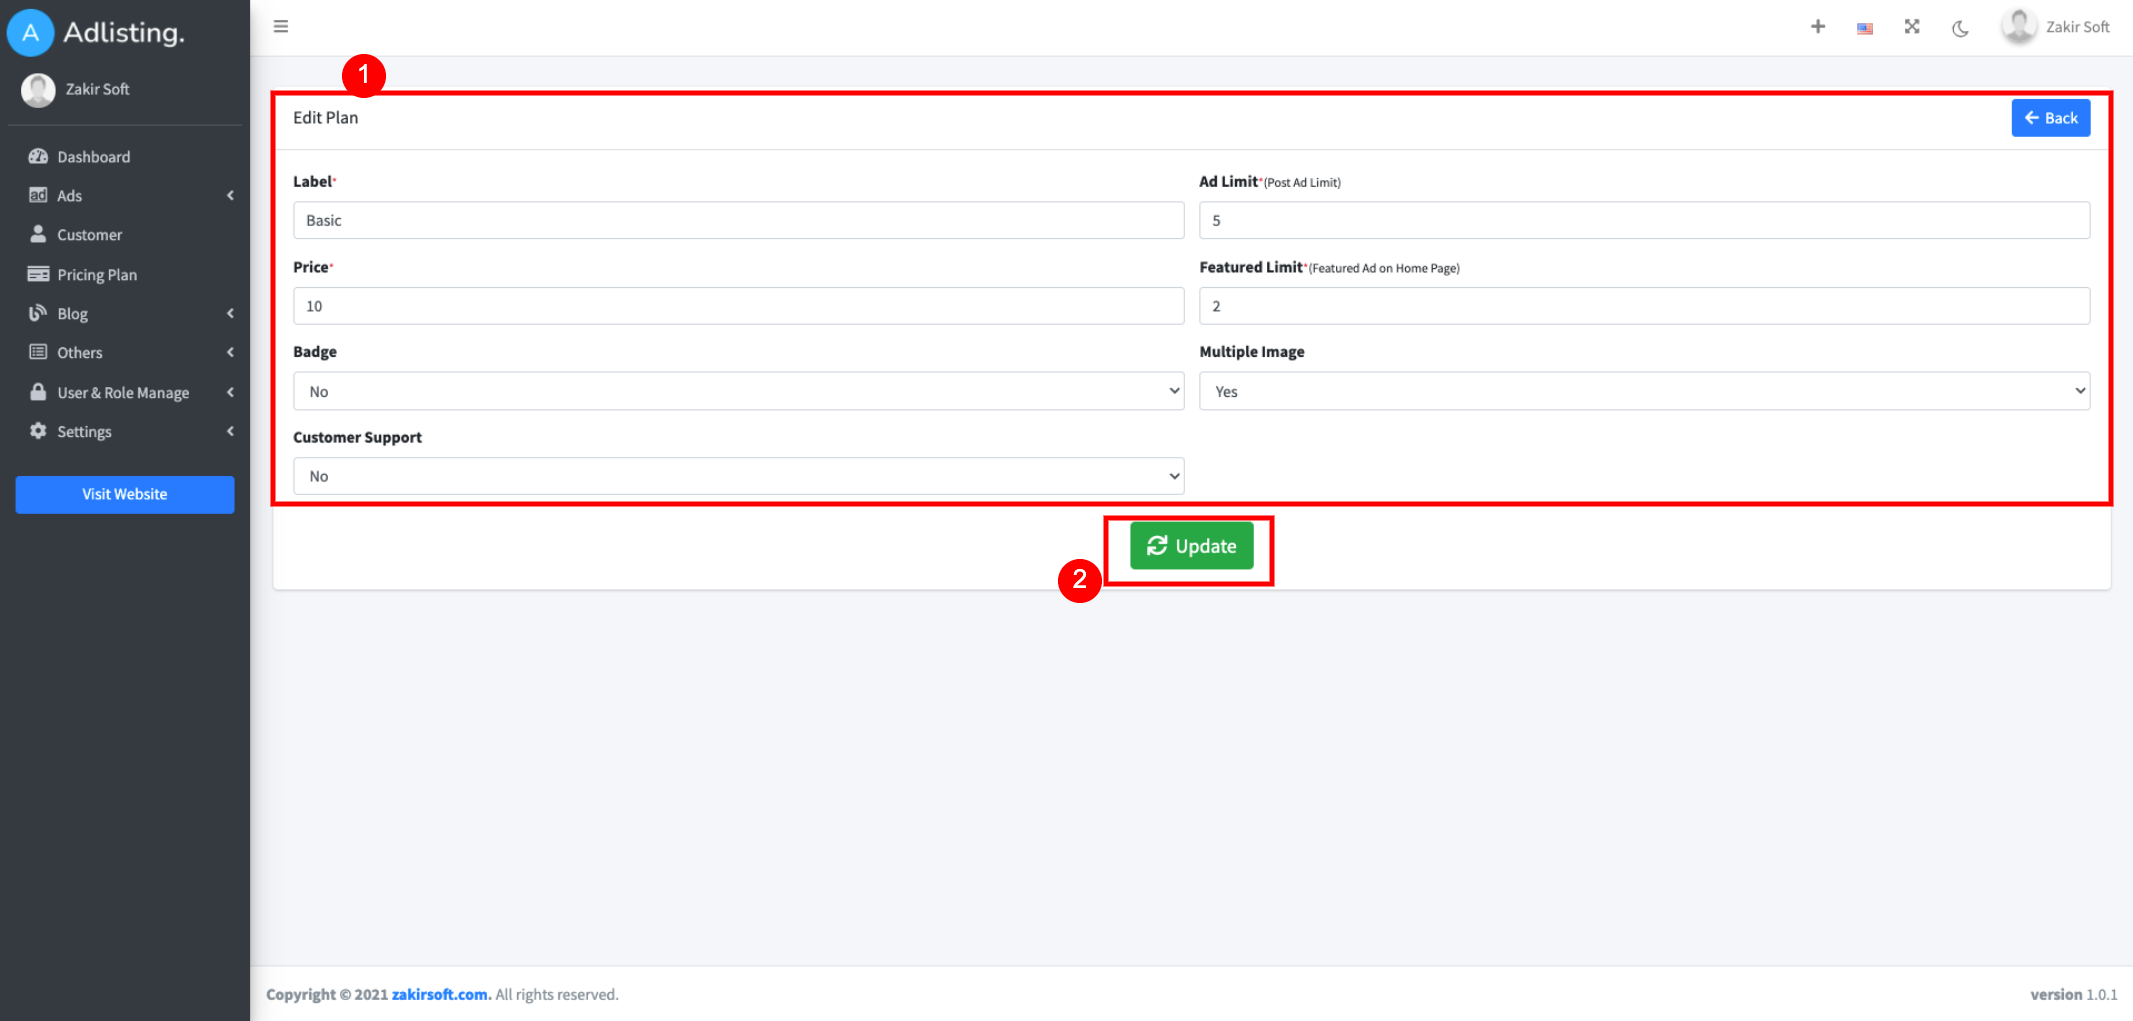 A Adlisting.
Zakir Soft
Dashboard
Ads
Customer
Pricing Plan
Blog
Others
User & Role Manage
Settings
Visit Website
Zakir Soft
1
Edit Plan
Back
Label*
Ad Limit*(Post Ad Limit)
Basic
5
Price*
Featured Limit*(Featured Ad on Home Page)
10
2
Badge
Multiple Image
No
Yes
Customer Support
No
Update
2
Copyright © 2021 zakirsoft.com. All rights reserved.
version 1.0.1